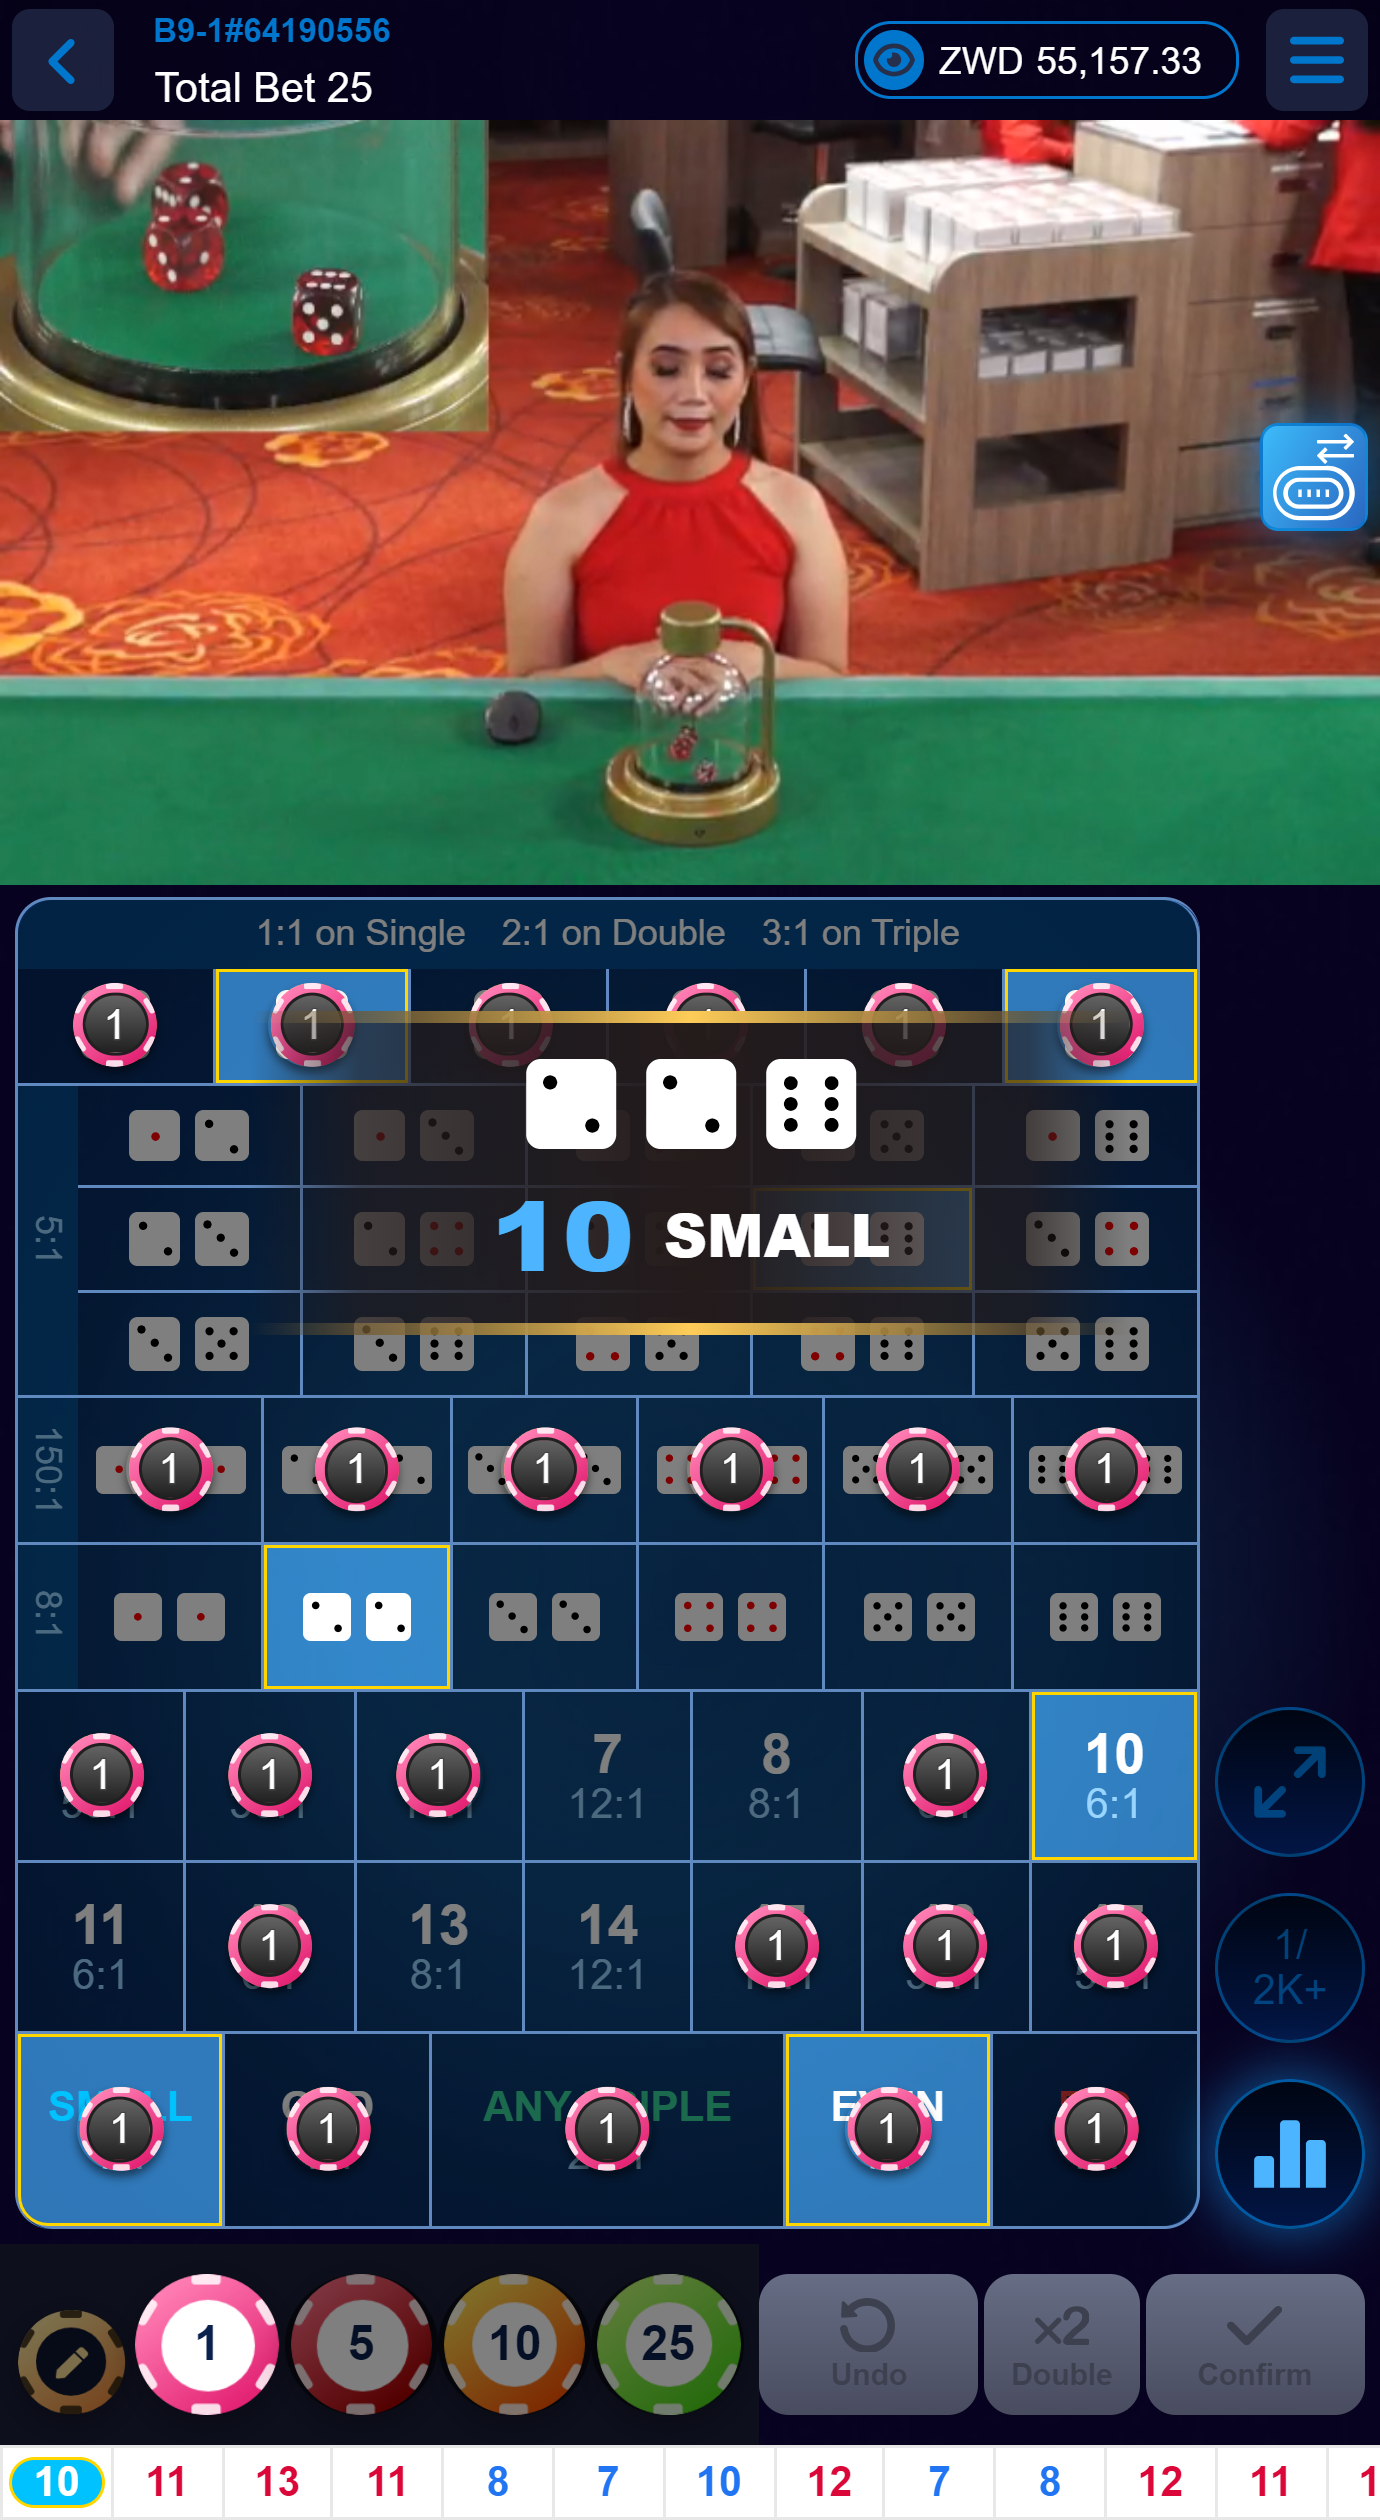 B9-1#64190556
Total Bet 25
ZWD 55,157.33
1:1 on Single 2:1 on Double 3:1 on Triple
1 1 1 1 1 1
10 SMALL
5:1
150:1
1 1 1 1 1 1
8:1
1 1 1 7 8 1 10
12:1 8:1 6:1
11 1 13 14 1 1 1
6:1 8:1 12:1
1 1 1 1 1
1/
2K+
1 5 10 25
x2
Undo Double Confirm
10 11 13 11 8 7 10 12 7 8 12 11